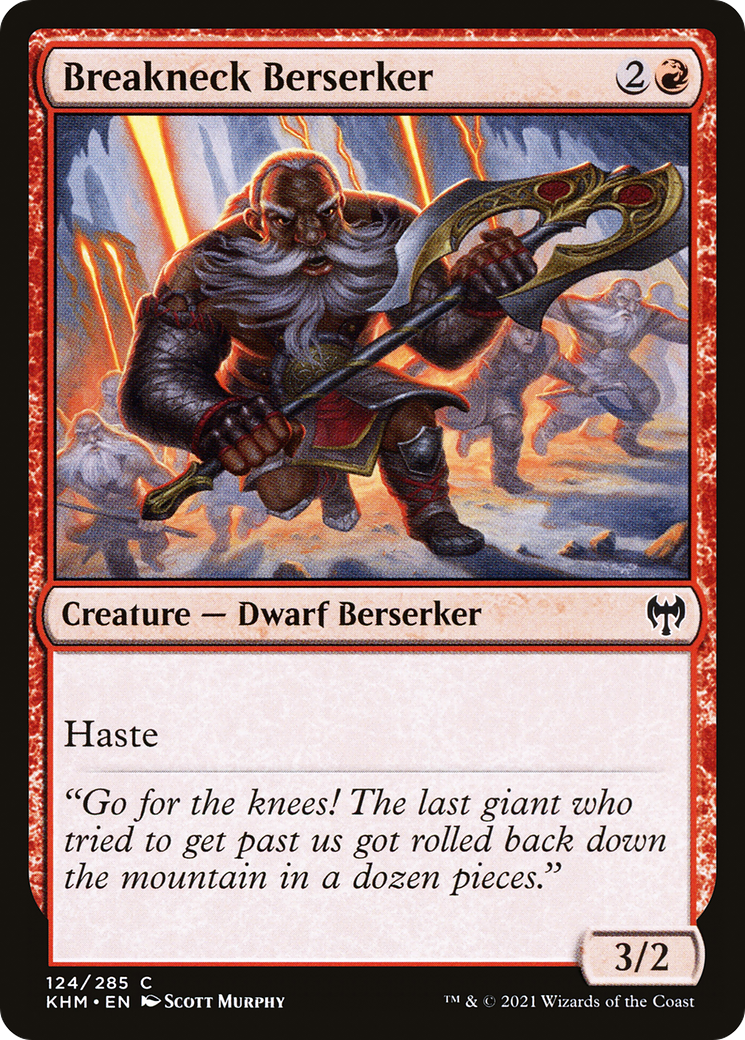 Breakneck Berserker 2
Creature — Dwarf Berserker
Haste
“Go for the knees! The last giant who
tried to get past us got rolled back down
the mountain in a dozen pieces.”
3/2
124/285 C
KHM • EN Scott Murphy ™ & © 2021 Wizards of the Coast